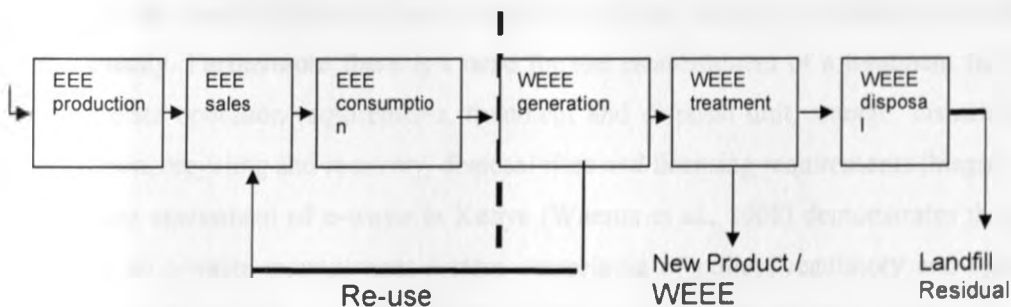 EEE
production
EEE
sales
EEE
consumptio
n
WEEE
generation
WEEE
treatment
WEEE
disposa
l
Re-use
New Product /
WEEE
Landfill
Residual